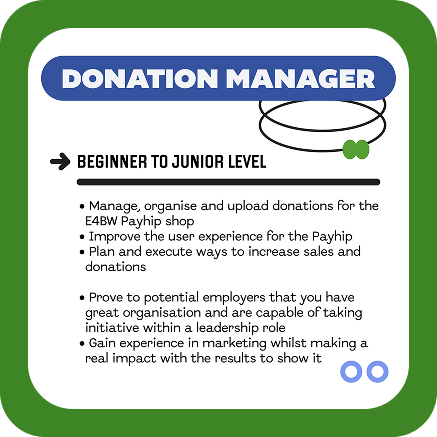 DONATION MANAGER
BEGINNER TO JUNIOR LEVEL
• Manage, organise and upload donations for the
E4BW Payhip shop
• Improve the user experience for the Payhip
• Plan and execute ways to increase sales and
donations
• Prove to potential employers that you have
great organisation and are capable of taking
initiative within a leadership role
• Gain experience in marketing whilst making a
real impact with the results to show it